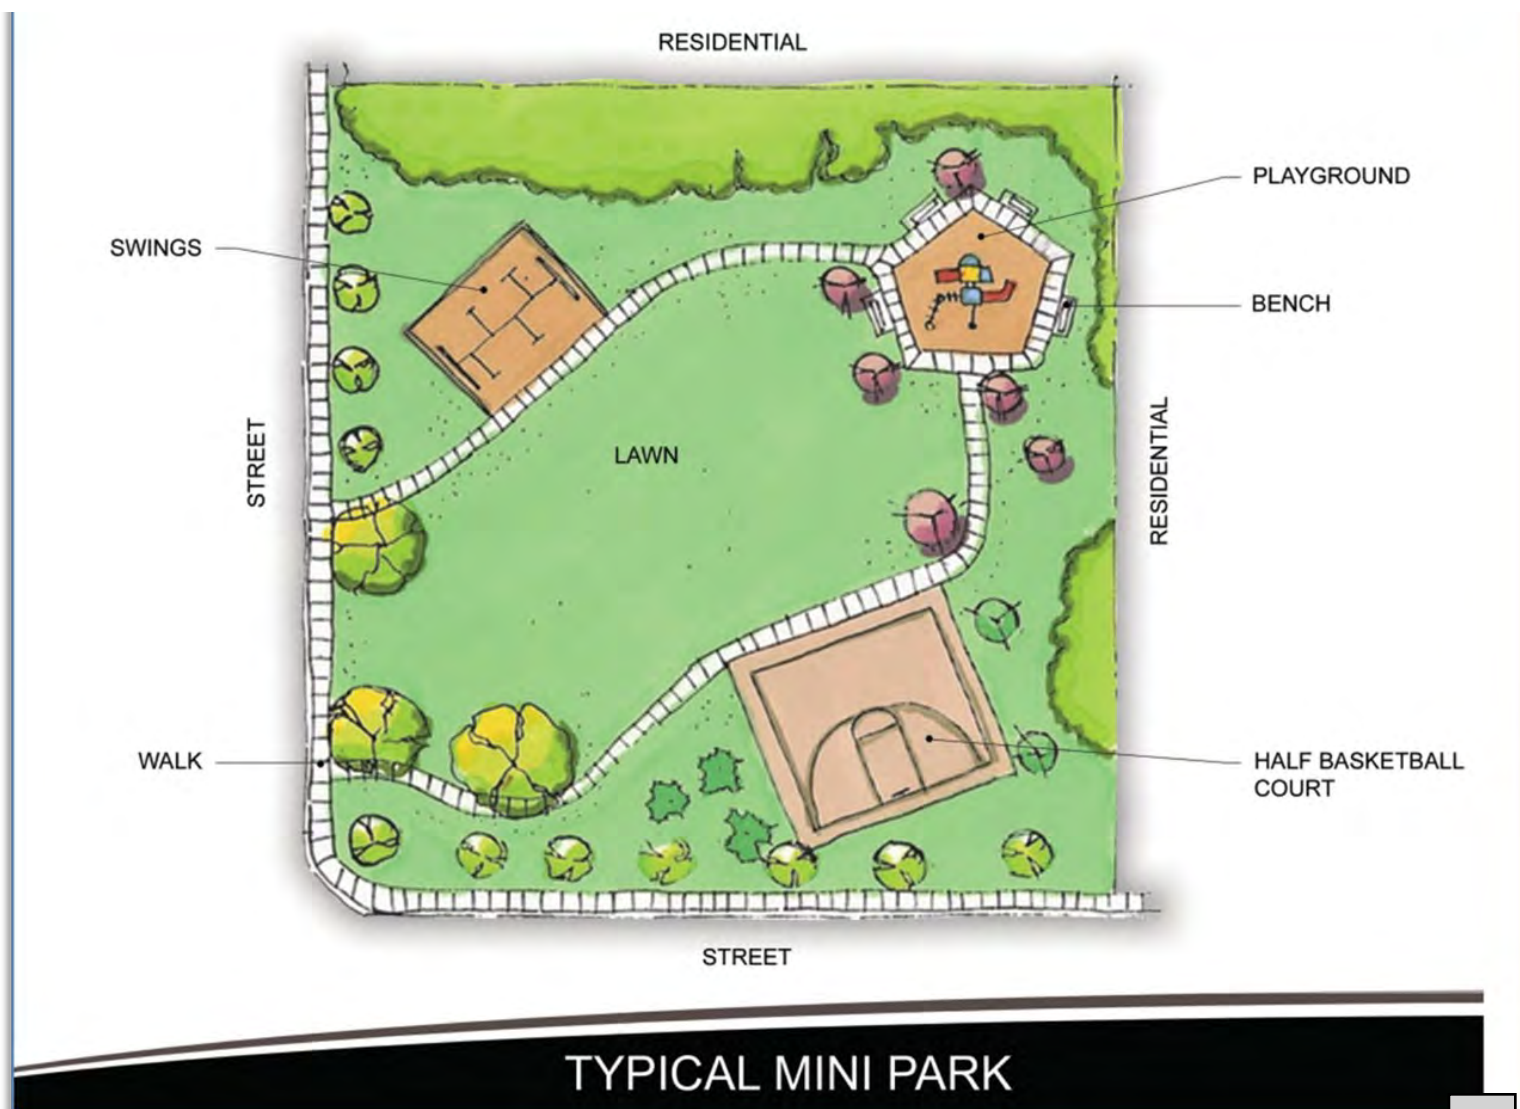 RESIDENTIAL
PLAYGROUND
SWINGS
BENCH
STREET
LAWN
RESIDENTIAL
WALK
HALF BASKETBALL
COURT
STREET
TYPICAL MINI PARK